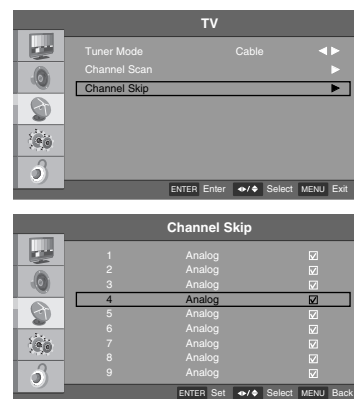 TV
Tuner Mode Cable
Channel Scan
Channel Skip
ENTER Enter Select MENU Exit
Channel Skip
1 Analog
2 Analog
3 Analog
4 Analog
5 Analog
6 Analog
7 Analog
8 Analog
9 Analog
ENTER Set Select MENU Back